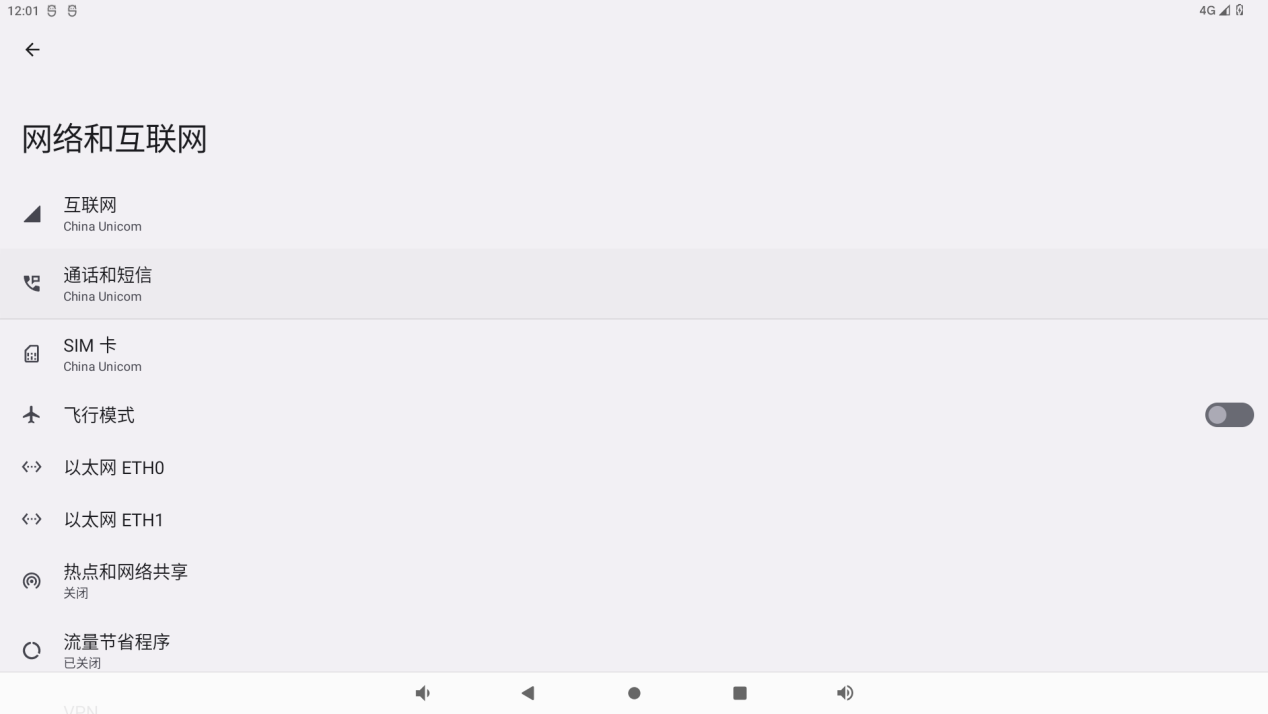 12:01
4G
网络和互联网
互联网
China Unicom
通话和短信
China Unicom
SIM 卡
China Unicom
飞行模式
以太网 ETH0
以太网 ETH1
热点和网络共享
关闭
流量节省程序
已关闭
VPN